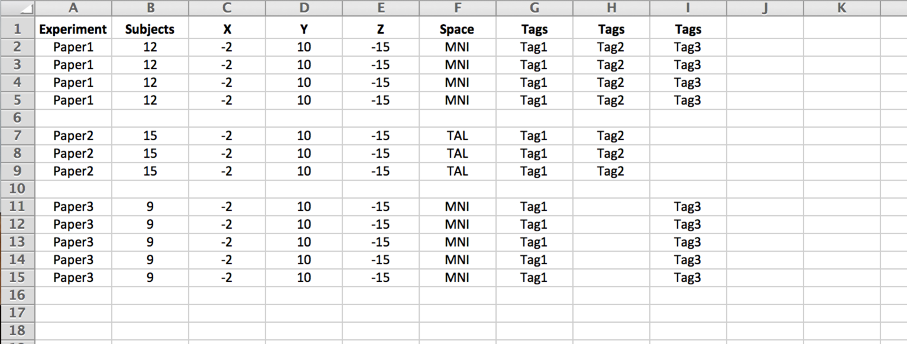 A B C D E F G H I J K
1 Experiment Subjects X Y Z Space Tags Tags Tags
2 Paper1 12 -2 10 -15 MNI Tag1 Tag2 Tag3
3 Paper1 12 -2 10 -15 MNI Tag1 Tag2 Tag3
4 Paper1 12 -2 10 -15 MNI Tag1 Tag2 Tag3
5 Paper1 12 -2 10 -15 MNI Tag1 Tag2 Tag3
6
7 Paper2 15 -2 10 -15 TAL Tag1 Tag2
8 Paper2 15 -2 10 -15 TAL Tag1 Tag2
9 Paper2 15 -2 10 -15 TAL Tag1 Tag2
10
11 Paper3 9 -2 10 -15 MNI Tag1 Tag3
12 Paper3 9 -2 10 -15 MNI Tag1 Tag3
13 Paper3 9 -2 10 -15 MNI Tag1 Tag3
14 Paper3 9 -2 10 -15 MNI Tag1 Tag3
15 Paper3 9 -2 10 -15 MNI Tag1 Tag3
16
17
18